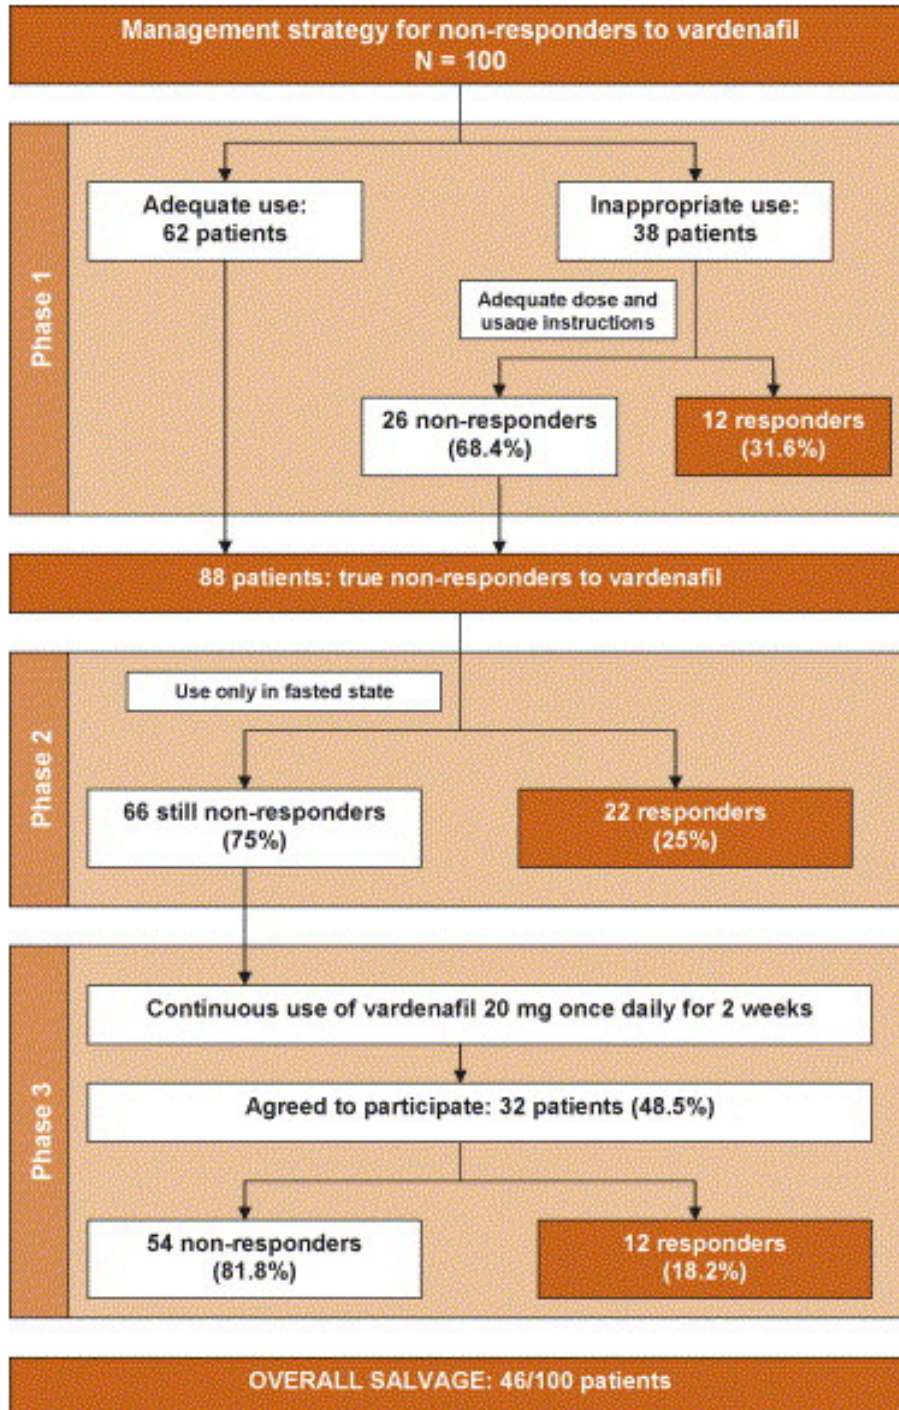 Management strategy for non-responders to vardenafil
N = 100
Phase 1
Adequate use:
62 patients
Inappropriate use:
38 patients
Adequate dose and
usage instructions
26 non-responders
(68.4%)
12 responders
(31.6%)
88 patients: true non-responders to vardenafil
Phase 2
Use only in fasted state
66 still non-responders
(75%)
22 responders
(25%)
Phase 3
Continuous use of vardenafil 20 mg once daily for 2 weeks
Agreed to participate: 32 patients (48.5%)
54 non-responders
(81.8%)
12 responders
(18.2%)
OVERALL SALVAGE: 46/100 patients